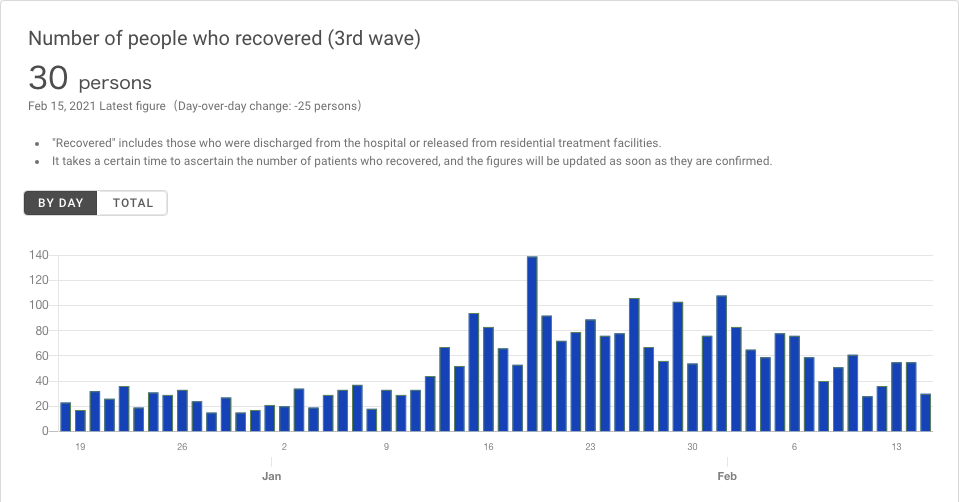 Number of people who recovered (3rd wave)
30 persons
Feb 15, 2021 Latest figure（Day-over-day change: -25 persons）
• "Recovered" includes those who were discharged from the hospital or released from residential treatment facilities.
• It takes a certain time to ascertain the number of patients who recovered, and the figures will be updated as soon as they are confirmed.
BY DAY TOTAL
140
120
100
80
60
40
20
0
19 26 2 9 16 23 30 6 13
Jan Feb